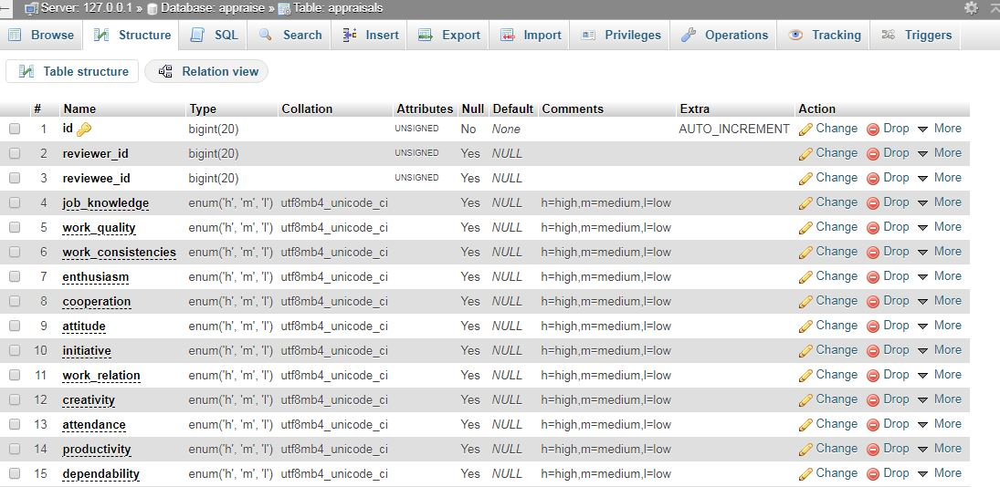 Server: 127.0.0.1 » Database: appraise » Table: appraisals
Browse Structure SQL Search Insert Export Import Privileges Operations Tracking Triggers
Table structure Relation view
# Name Type Collation Attributes Null Default Comments Extra Action
1 id bigint(20) UNSIGNED No None AUTO_INCREMENT Change Drop More
2 reviewer_id bigint(20) UNSIGNED Yes NULL Change Drop More
3 reviewee_id bigint(20) UNSIGNED Yes NULL Change Drop More
4 job_knowledge enum('h', 'm', 'l') utf8mb4_unicode_ci Yes NULL h=high,m=medium,l=low Change Drop More
5 work_quality enum('h', 'm', 'l') utf8mb4_unicode_ci Yes NULL h=high,m=medium,l=low Change Drop More
6 work_consistencies enum('h', 'm', 'l') utf8mb4_unicode_ci Yes NULL h=high,m=medium,l=low Change Drop More
7 enthusiasm enum('h', 'm', 'l') utf8mb4_unicode_ci Yes NULL h=high,m=medium,l=low Change Drop More
8 cooperation enum('h', 'm', 'l') utf8mb4_unicode_ci Yes NULL h=high,m=medium,l=low Change Drop More
9 attitude enum('h', 'm', 'l') utf8mb4_unicode_ci Yes NULL h=high,m=medium,l=low Change Drop More
10 initiative enum('h', 'm', 'l') utf8mb4_unicode_ci Yes NULL h=high,m=medium,l=low Change Drop More
11 work_relation enum('h', 'm', 'l') utf8mb4_unicode_ci Yes NULL h=high,m=medium,l=low Change Drop More
12 creativity enum('h', 'm', 'l') utf8mb4_unicode_ci Yes NULL h=high,m=medium,l=low Change Drop More
13 attendance enum('h', 'm', 'l') utf8mb4_unicode_ci Yes NULL h=high,m=medium,l=low Change Drop More
14 productivity enum('h', 'm', 'l') utf8mb4_unicode_ci Yes NULL h=high,m=medium,l=low Change Drop More
15 dependability enum('h', 'm', 'l') utf8mb4_unicode_ci Yes NULL h=high,m=medium,l=low Change Drop More